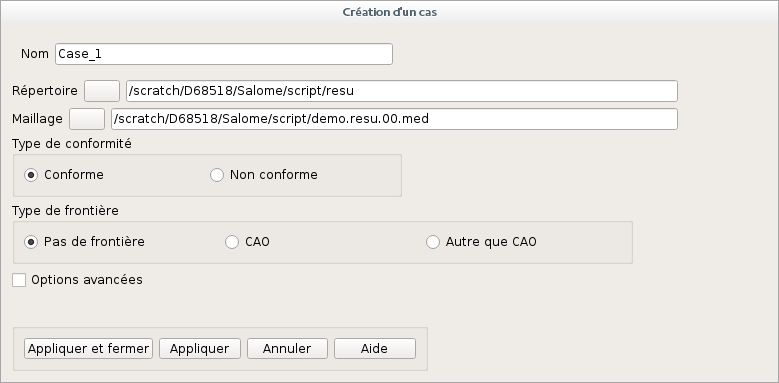 Création d'un cas
Nom Case_1
Répertoire /scratch/D68518/Salome/script/resu
Maillage /scratch/D68518/Salome/script/demo.resu.00.med
Type de conformité
Conforme Non conforme
Type de frontière
Pas de frontière CAO Autre que CAO
Options avancées
Appliquer et fermer Appliquer Annuler Aide